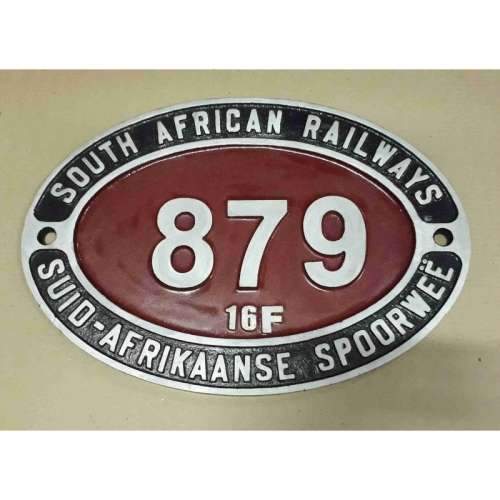 SOUTH AFRICAN RAILWAYS
879
16F
SUID-AFRIKAANSE SPOORWEË